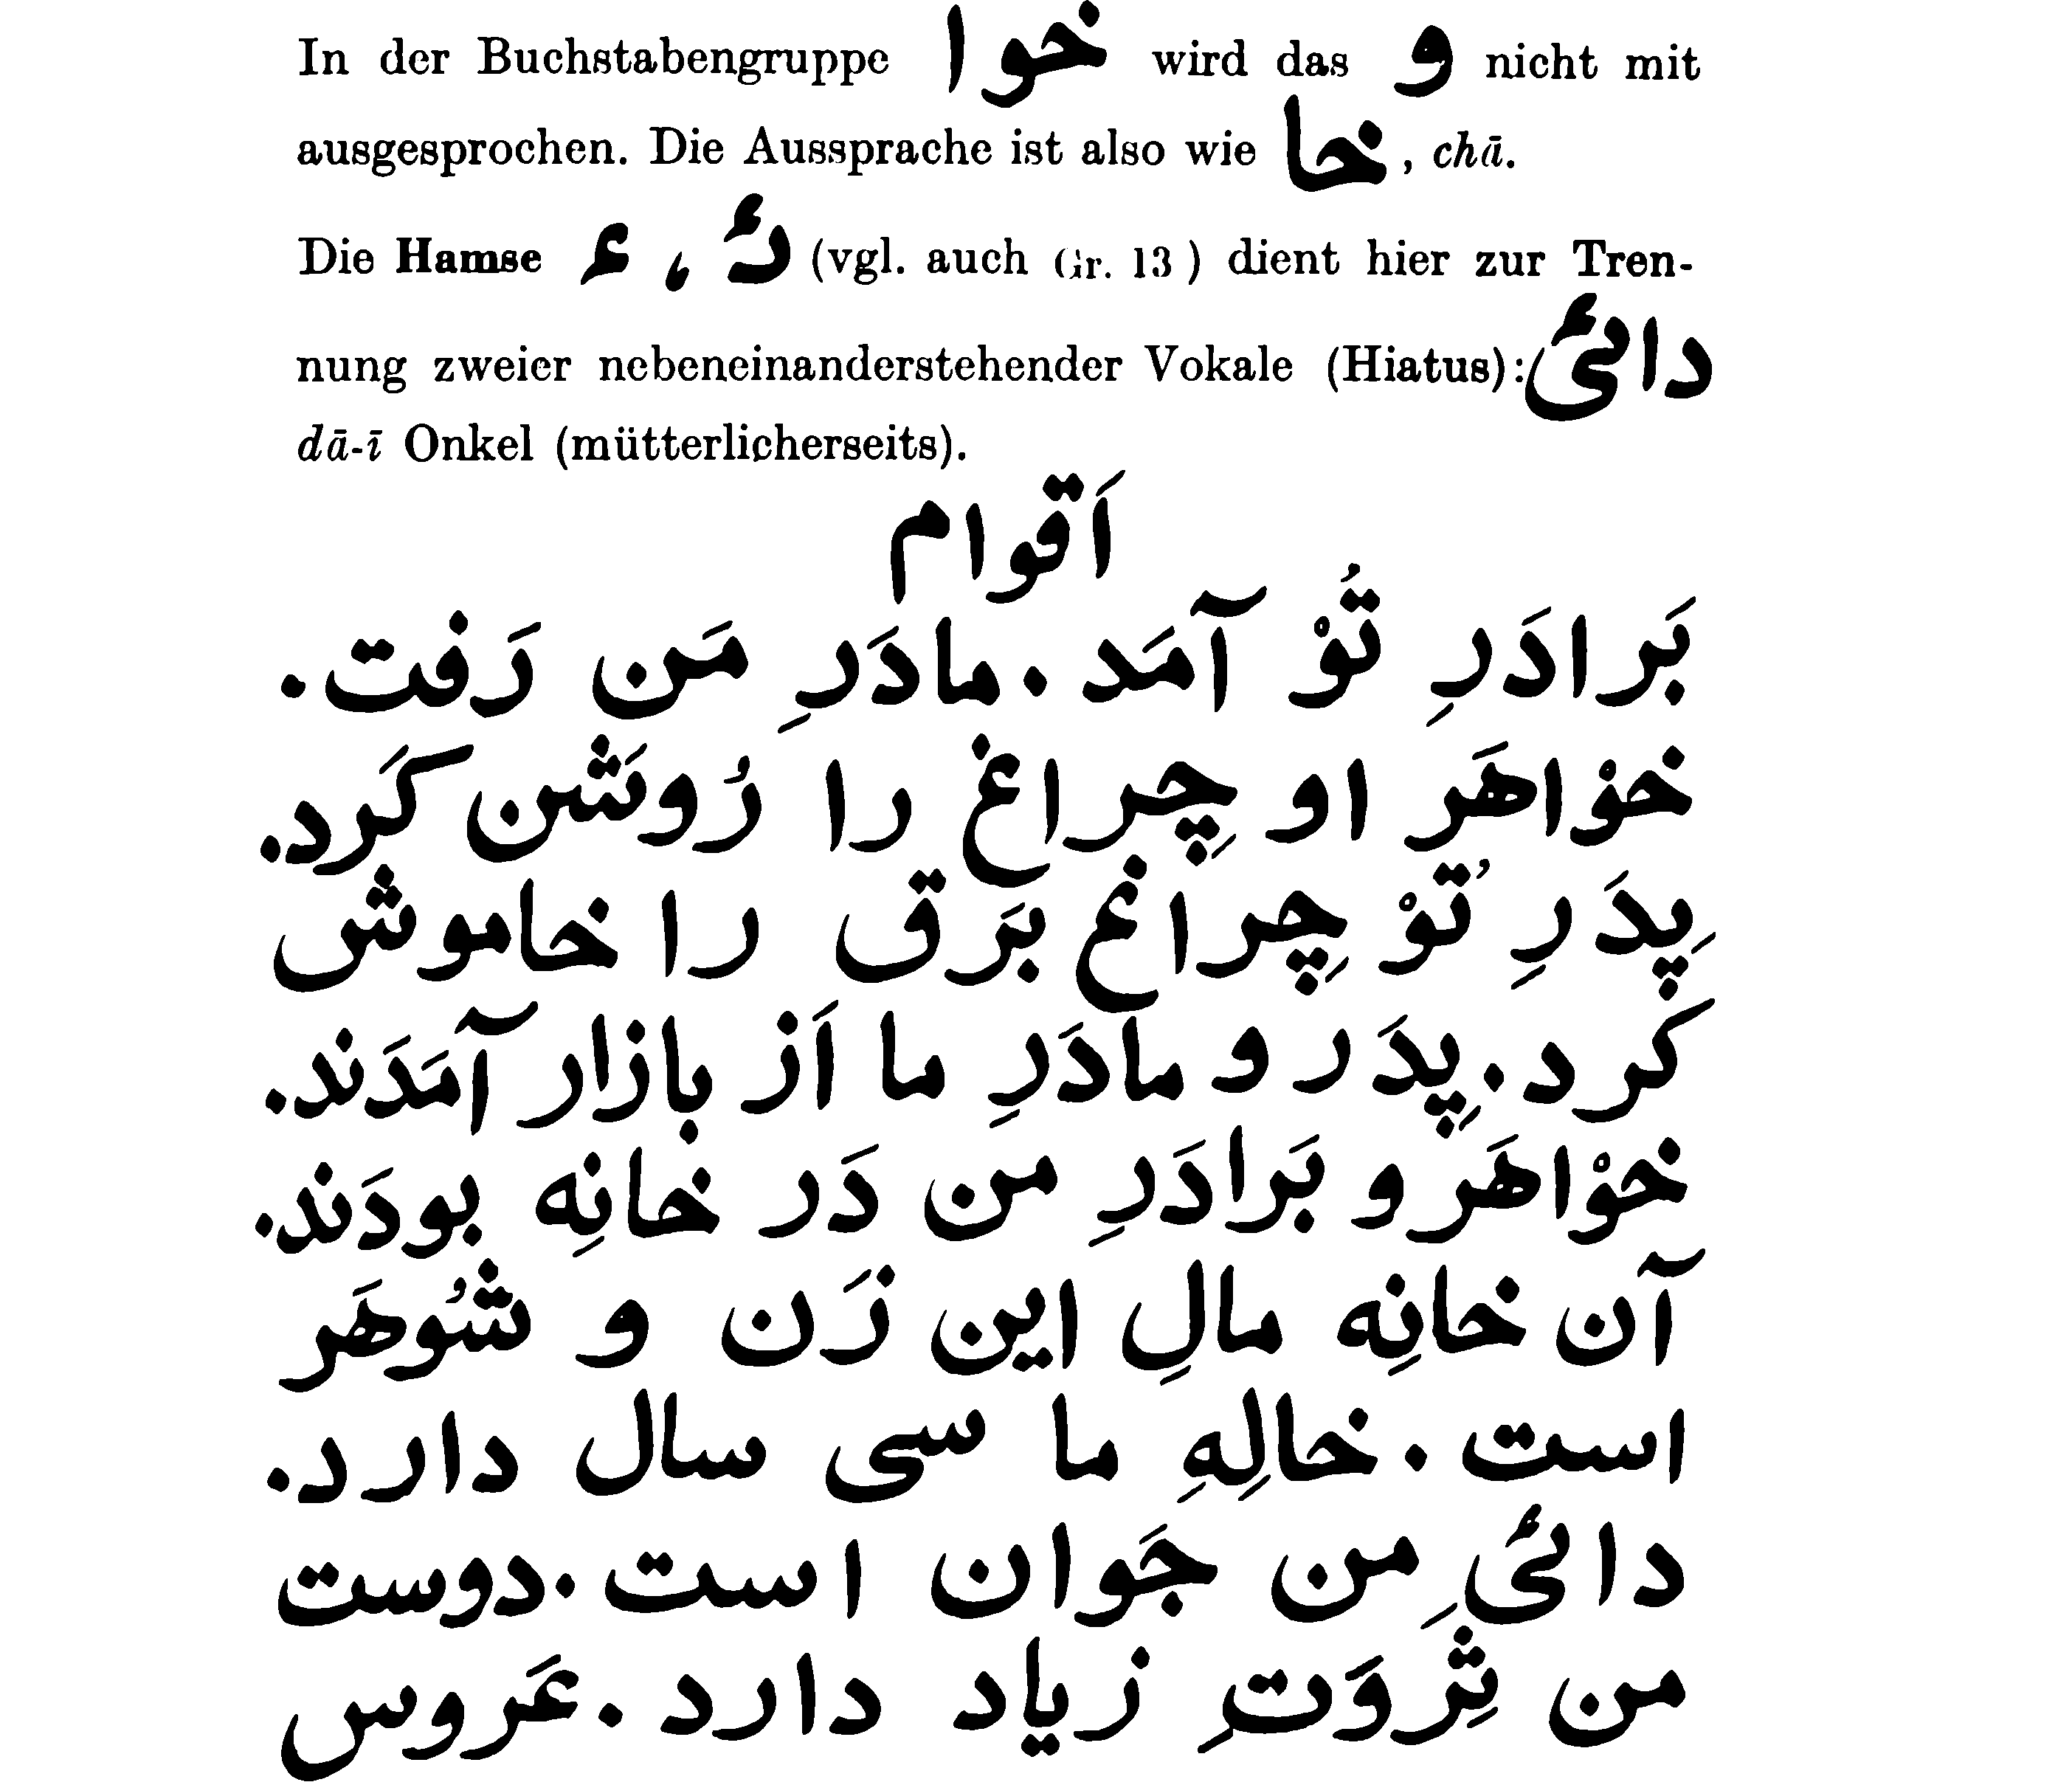 In der Buchstabengruppe خوا wird das و nicht mit
ausgesprochen. Die Aussprache ist also wie خا, chā.
Die Hamse ء ، ئ (vgl. auch Gr. 13) dient hier zur Tren-
nung zweier nebeneinanderstehender Vokale (Hiatus): دائی
dā-ī Onkel (mütterlicherseits).
اَقوام
بَرادَرِ تُوْ آمَد. مادَرِ مَن رَفت.
خوْاهَر او چِراغ را رُوشَن کَرد.
پِدَرِ تُوْ چِراغ بَرَق را خاموش
کرد. پِدَر و مادَرِ ما اَز بازار آمَدَند.
خوْاهَر و بَرادَرِ من دَر خانِه بودَند.
آن خانِه مالِ این زَن و شُوهَر
است. خالِهِ ما سی سال دارد.
دائیِ من جَوان است. دوست
من ثِروَتِ زیاد دارد. عَروس